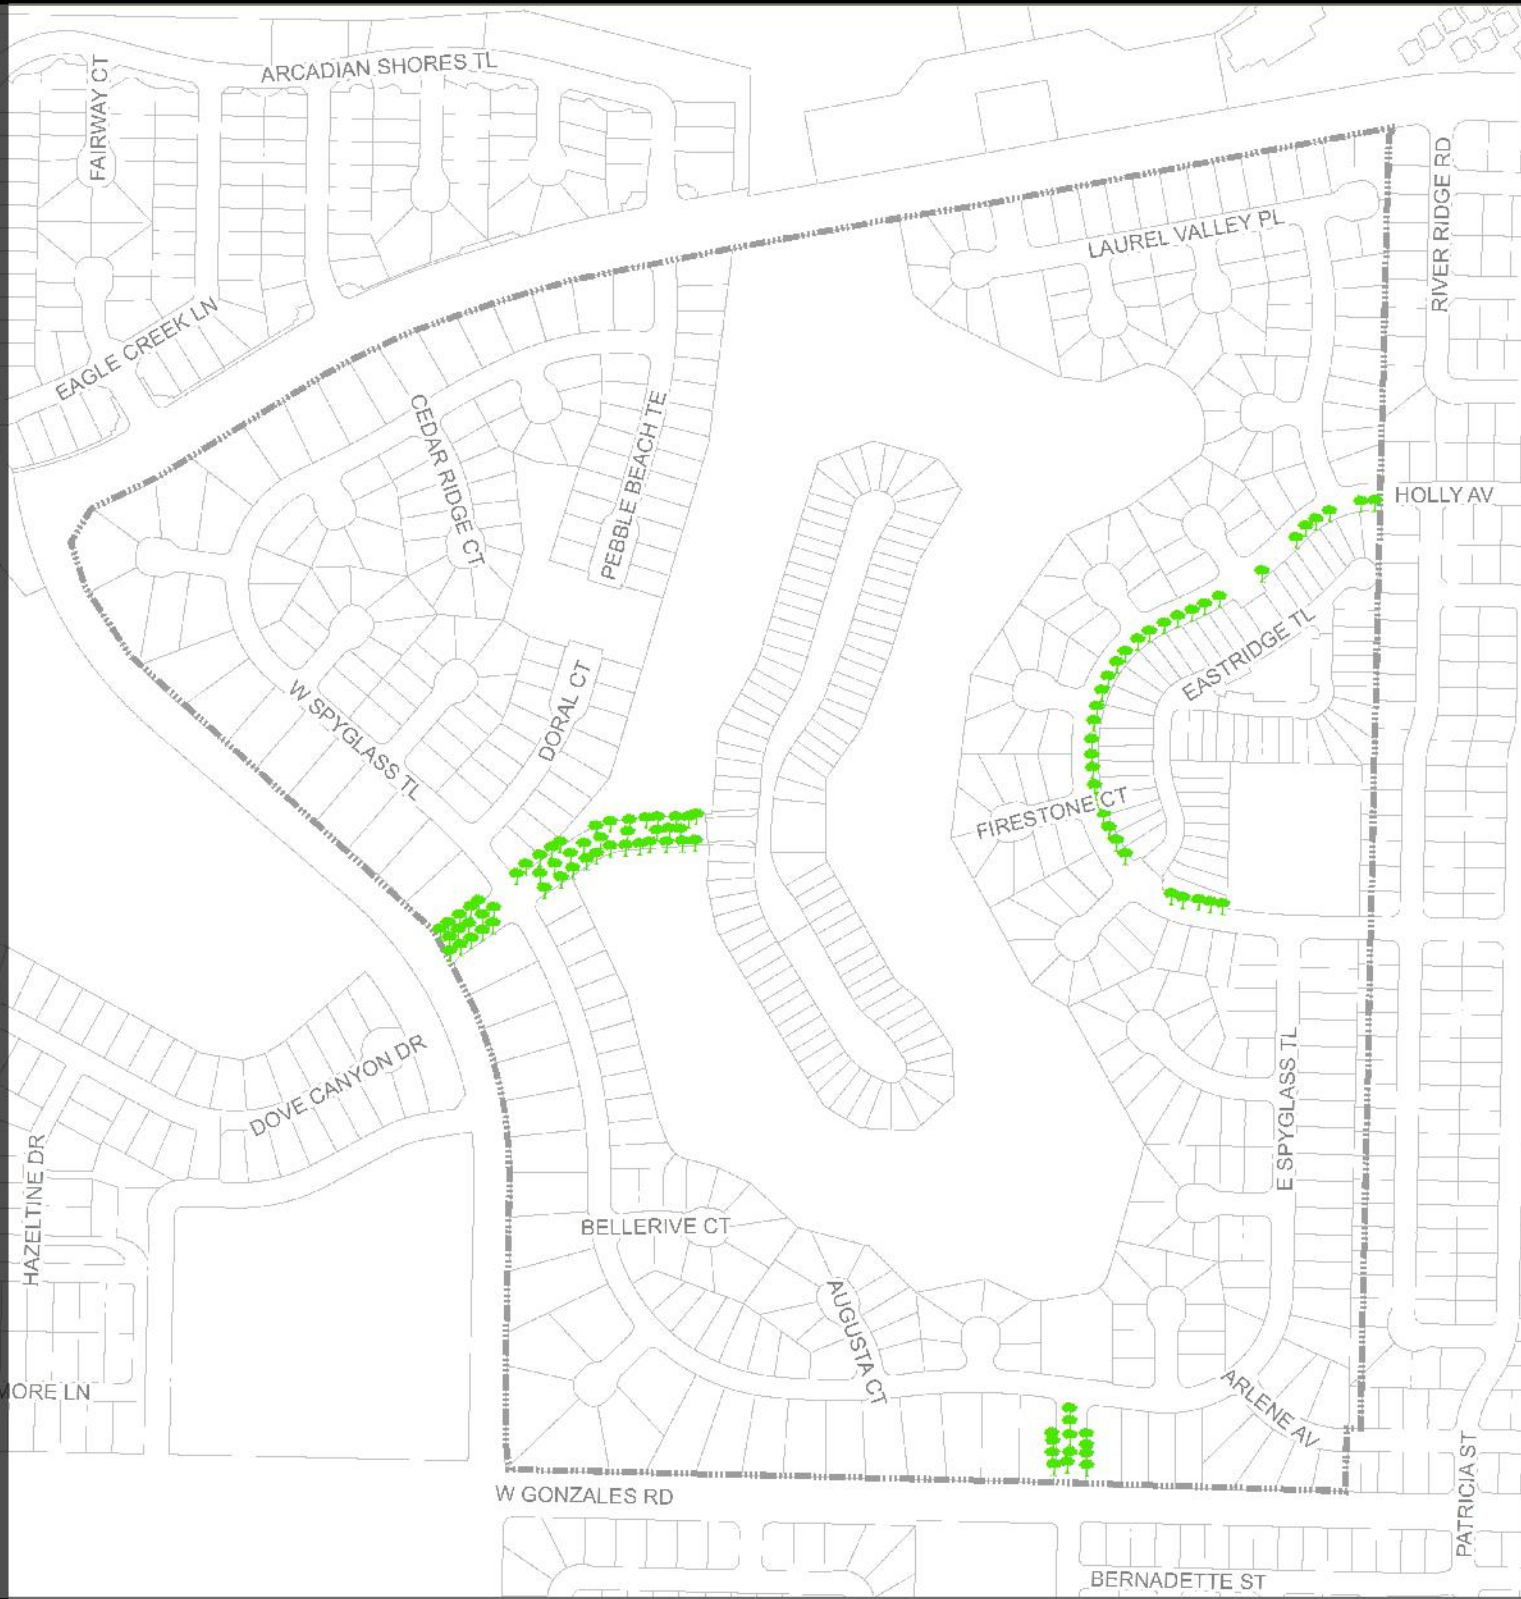 ARCADIAN SHORES TL
FAIRWAY CT
RIVER RIDGE RD
LAUREL VALLEY PL
EAGLE CREEK LN
CEDAR RIDGE CT
PEBBLE BEACH TE
HOLLY AV
EASTRIDGE TL
W SPYGLASS TL
DORAL CT
FIRESTONE CT
DOVE CANYON DR
E SPYGLASS TL
HAZELTINE DR
BELLERIVE CT
AUGUSTA CT
MORE LN
ARLENE AV
PATRICIA ST
W GONZALES RD
BERNADETTE ST